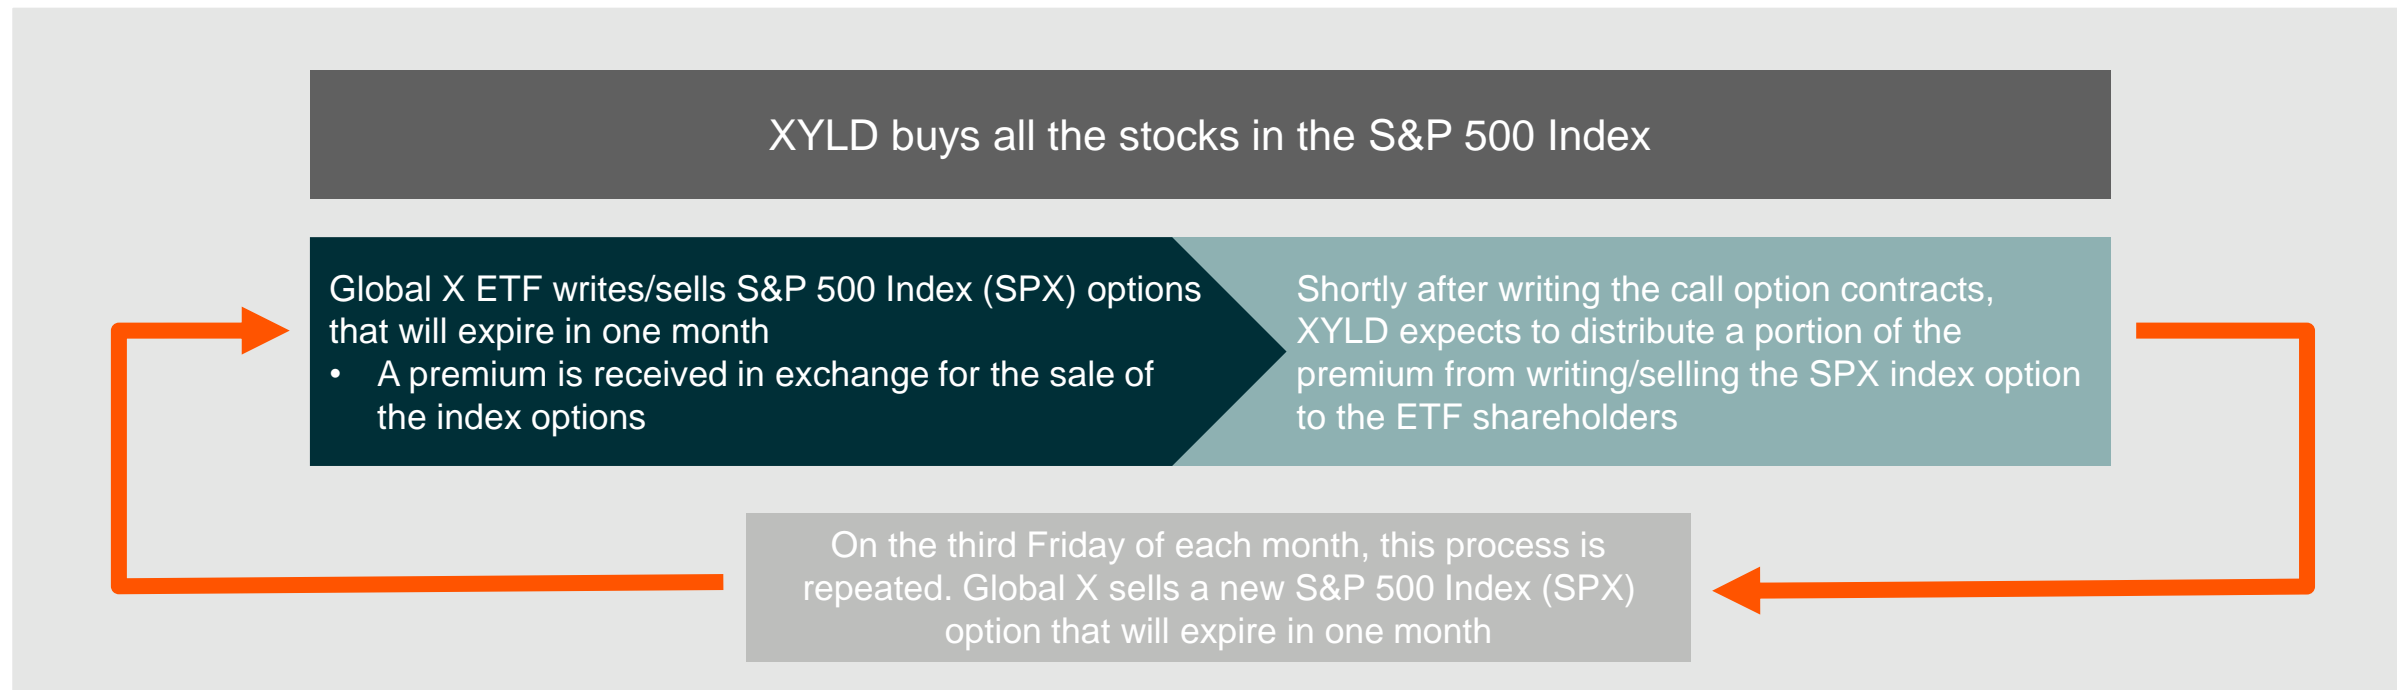 XYLD buys all the stocks in the S&P 500 Index
Global X ETF writes/sells S&P 500 Index (SPX) options
that will expire in one month
• A premium is received in exchange for the sale of
the index options
Shortly after writing the call option contracts,
XYLD expects to distribute a portion of the
premium from writing/selling the SPX index option
to the ETF shareholders
On the third Friday of each month, this process is
repeated. Global X sells a new S&P 500 Index (SPX)
option that will expire in one month